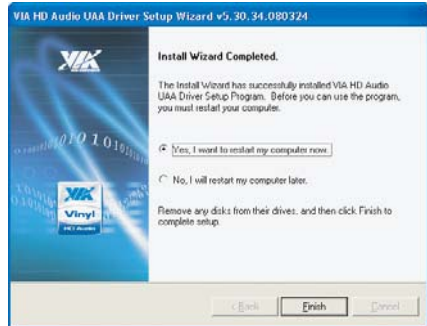 VIA HD Audio UAA Driver Setup Wizard v5.30.34.080324
VIA
Install Wizard Completed.
The Install Wizard has successfully installed VIA HD Audio
UAA Driver Setup Program. Before you can use the program,
you must restart your computer.
Yes, I want to restart my computer now.
No, I will restart my computer later.
Remove any disks from their drives, and then click Finish to
complete setup.
VIA
Vinyl
HD Audio
< Back
Finish
Cancel